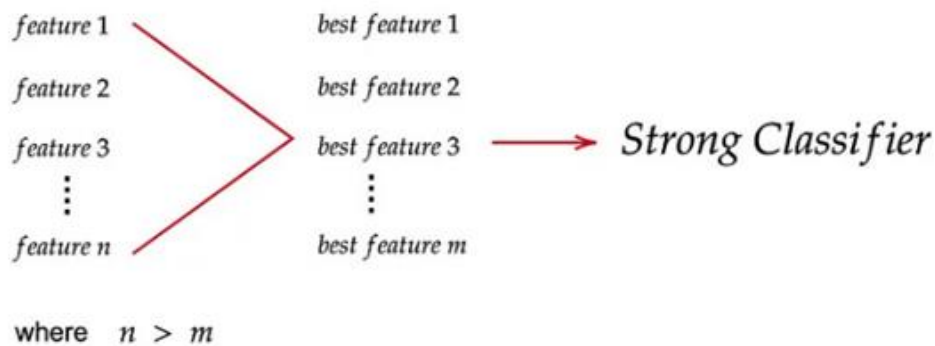 feature 1
best feature 1
feature 2
best feature 2
feature 3
best feature 3
Strong Classifier
feature n
best feature m
where n > m